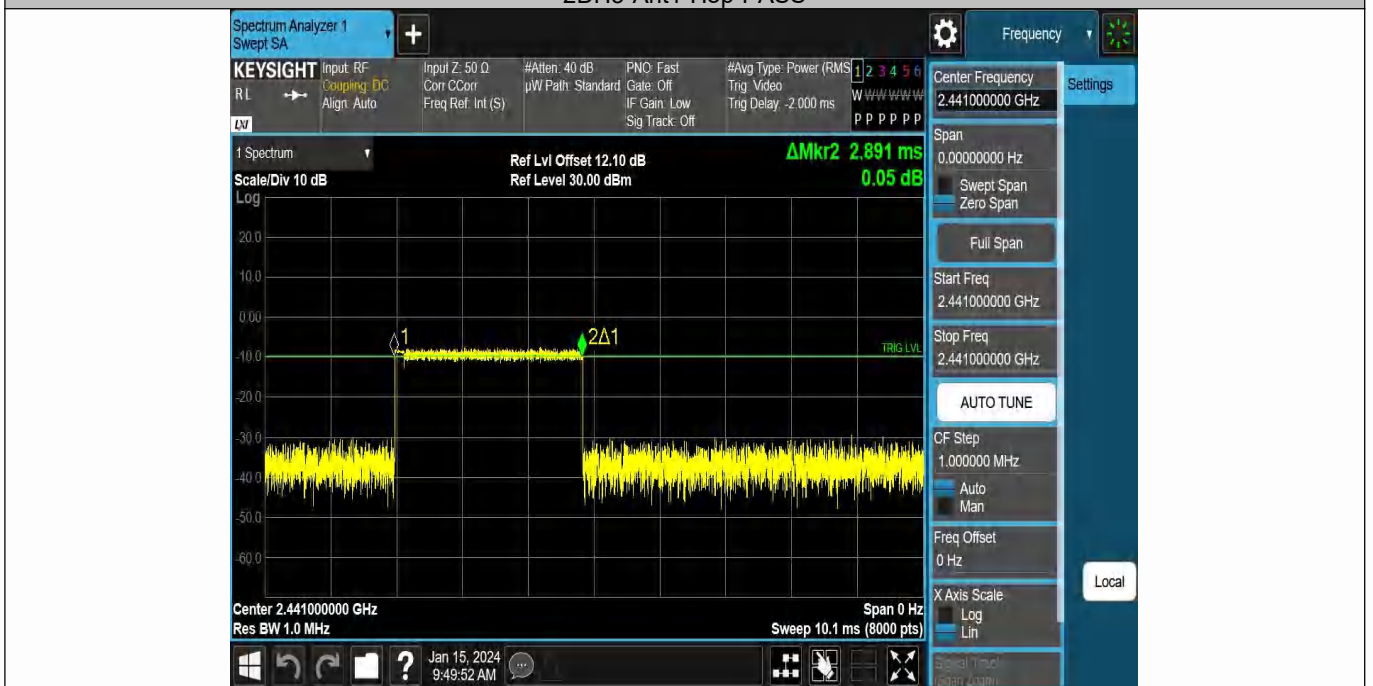 2DH5-Ant1-Hop-PASS
Spectrum Analyzer 1
Swept SA
+
Frequency
KEYSIGHT
RL
LXI
Input: RF
Coupling: DC
Align: Auto
Input Z: 50 Ω
Corr CCorr
Freq Ref: Int (S)
#Atten: 40 dB
µW Path: Standard
PNO: Fast
Gate: Off
IF Gain: Low
Sig Track: Off
#Avg Type: Power (RMS
Trig: Video
Trig Delay: -2.000 ms
1 2 3 4 5 6
W W W W W W
P P P P P P
1 Spectrum
Scale/Div 10 dB
Log
Ref Lvl Offset 12.10 dB
Ref Level 30.00 dBm
ΔMkr2 2.891 ms
0.05 dB
20.0
10.0
0.00
-10.0
-20.0
-30.0
-40.0
-50.0
-60.0
1
2Δ1
TRIG LVL
Center 2.441000000 GHz
Res BW 1.0 MHz
Span 0 Hz
Sweep 10.1 ms (8000 pts)
Center Frequency
2.441000000 GHz
Settings
Span
0.00000000 Hz
Swept Span
Zero Span
Full Span
Start Freq
2.441000000 GHz
Stop Freq
2.441000000 GHz
AUTO TUNE
CF Step
1.000000 MHz
Auto
Man
Freq Offset
0 Hz
X Axis Scale
Log
Lin
Signal Track
(Span Zoom)
Local
?
Jan 15, 2024
9:49:52 AM